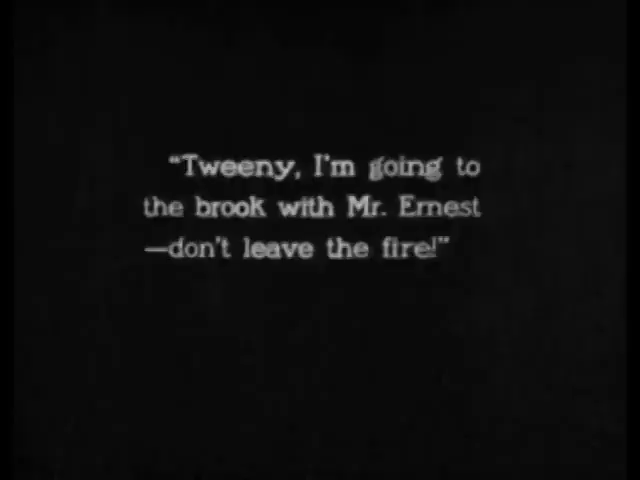 “Tweeny, I'm going to
the brook with Mr. Ernest
—don't leave the fire!”